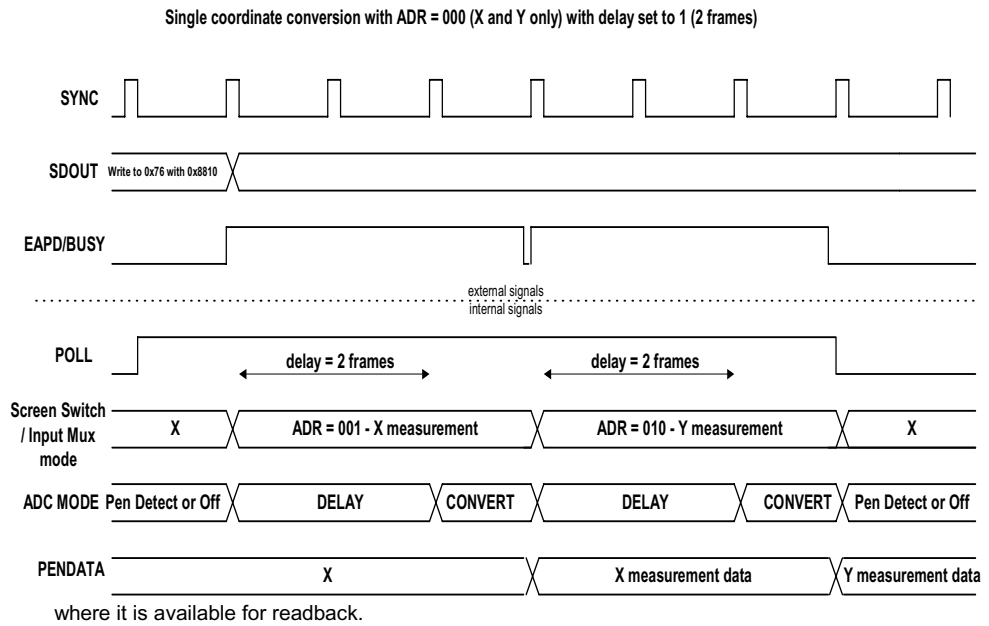 Single coordinate conversion with ADR = 000 (X and Y only) with delay set to 1 (2 frames)
SYNC
SDOUT
Write to 0x76 with 0x8810
EAPD/BUSY
external signals
internal signals
POLL
delay = 2 frames
delay = 2 frames
Screen Switch
/ Input Mux
mode
X
ADR = 001 - X measurement
ADR = 010 - Y measurement
X
ADC MODE
Pen Detect or Off
DELAY
CONVERT
DELAY
CONVERT
Pen Detect or Off
PENDATA
X
X measurement data
Y measurement data
where it is available for readback.